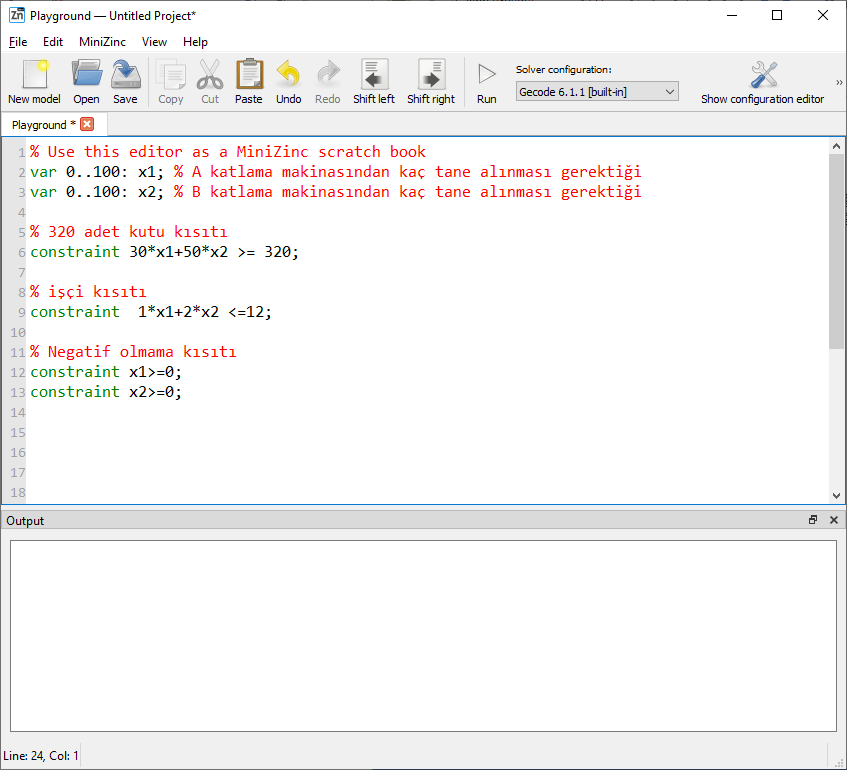 Zn Playground — Untitled Project*
File Edit MiniZinc View Help
New model Open Save Copy Cut Paste Undo Redo Shift left Shift right Run
Solver configuration:
Gecode 6.1.1 [built-in]
Show configuration editor
»
Playground *
1 % Use this editor as a MiniZinc scratch book
2 var 0..100: x1; % A katlama makinasından kaç tane alınması gerektiği
3 var 0..100: x2; % B katlama makinasından kaç tane alınması gerektiği
4
5 % 320 adet kutu kısıtı
6 constraint 30*x1+50*x2 >= 320;
7
8 % işçi kısıtı
9 constraint  1*x1+2*x2 <=12;
10
11 % Negatif olmama kısıtı
12 constraint x1>=0;
13 constraint x2>=0;
14
15
16
17
18
Output
Line: 24, Col: 1